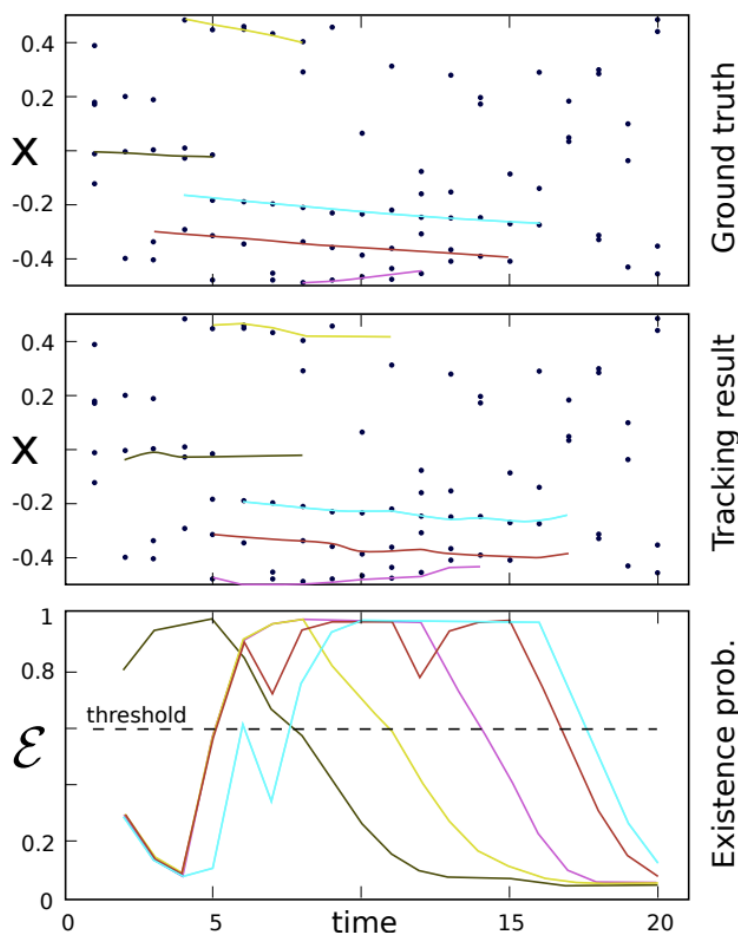 0.4
0.2
X
-0.2
-0.4
Ground truth
0.4
0.2
X
-0.2
-0.4
Tracking result
1
0.8
threshold
ℰ
0.2
0
Existence prob.
0 5 10 15 20
time